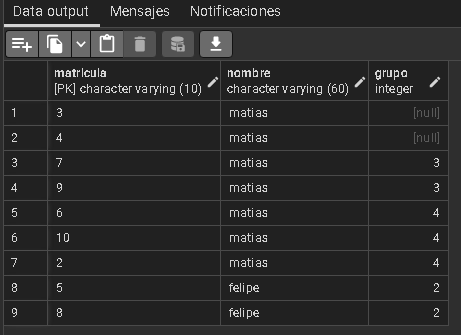 Data output Mensajes Notificaciones
matricula nombre grupo
[PK] character varying (10) character varying (60) integer
1 3 matias [null]
2 4 matias [null]
3 7 matias 3
4 9 matias 3
5 6 matias 4
6 10 matias 4
7 2 matias 4
8 5 felipe 2
9 8 felipe 2